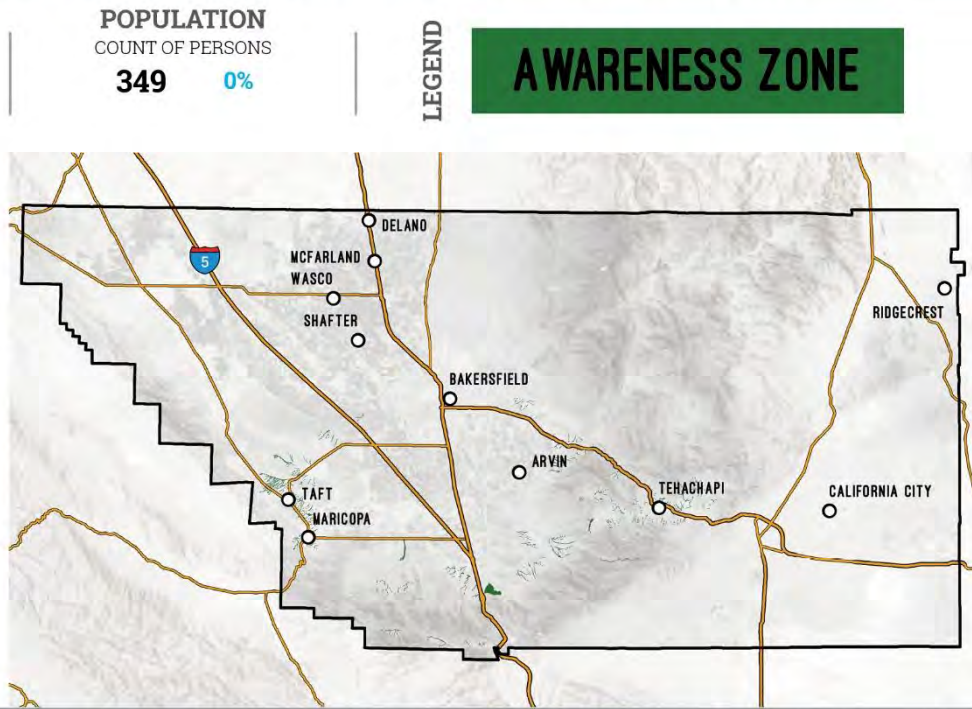 POPULATION
COUNT OF PERSONS
349 0%
LEGEND
AWARENESS ZONE
DELANO
5
MCFARLAND
WASCO
SHAFTER
RIDGECREST
BAKERSFIELD
ARVIN
TAFT
TEHACHAPI
CALIFORNIA CITY
MARICOPA